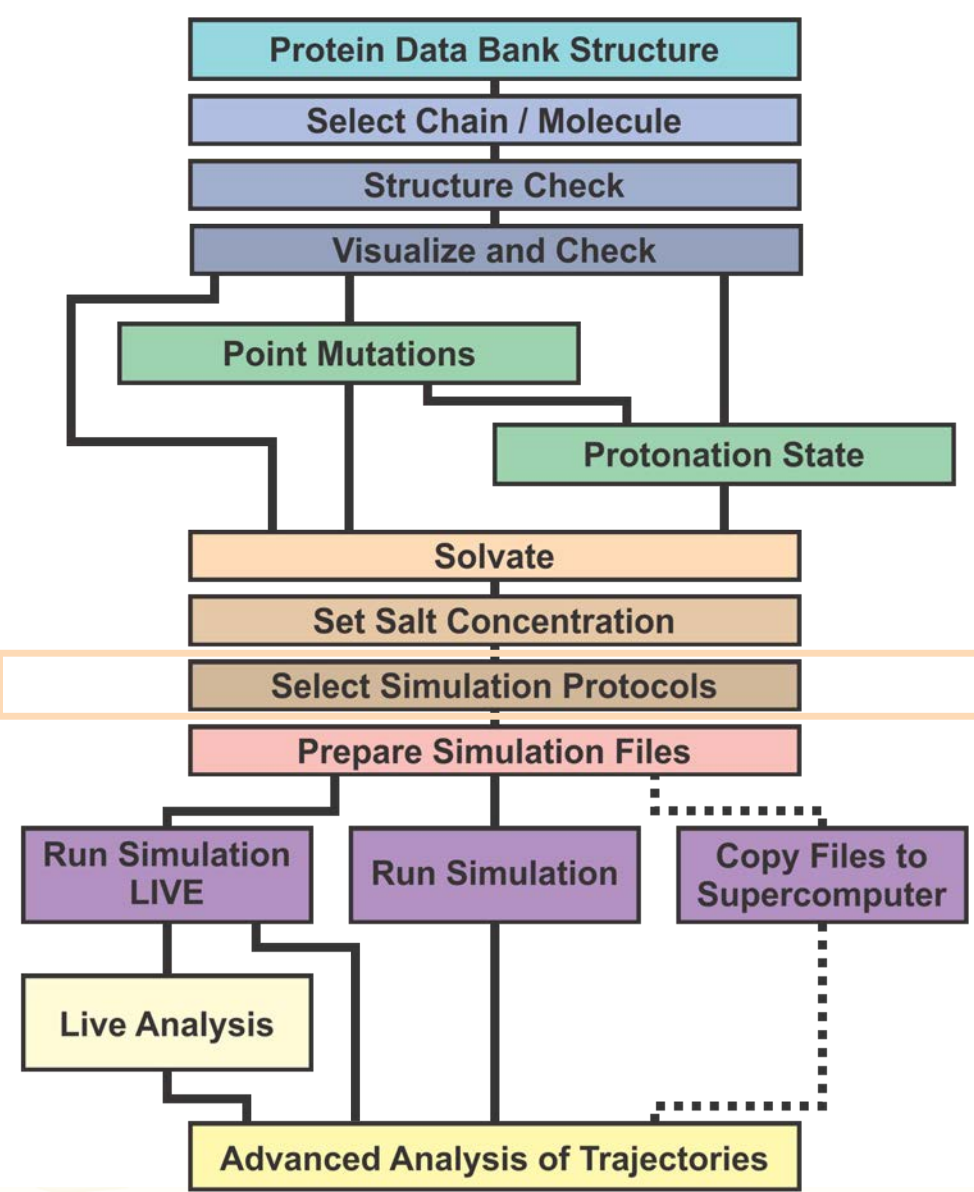 Protein Data Bank Structure
Select Chain / Molecule
Structure Check
Visualize and Check
Point Mutations
Protonation State
Solvate
Set Salt Concentration
Select Simulation Protocols
Prepare Simulation Files
Run Simulation
LIVE
Run Simulation
Copy Files to
Supercomputer
Live Analysis
Advanced Analysis of Trajectories